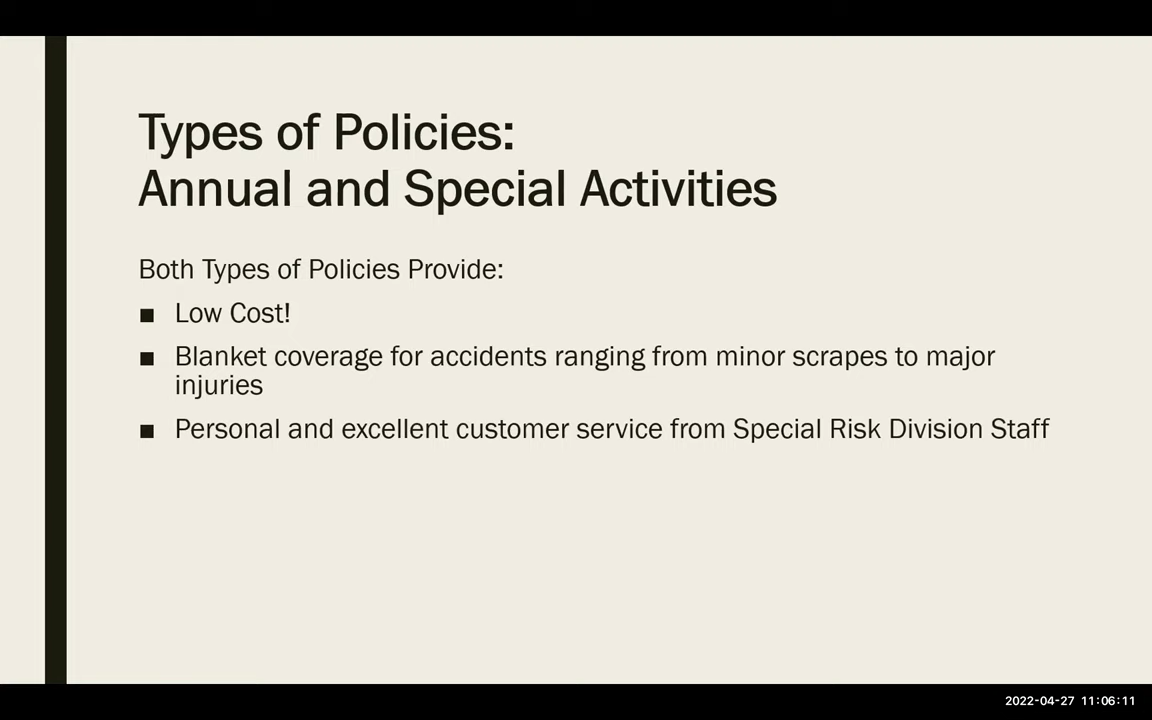 Types of Policies:
Annual and Special Activities
Both Types of Policies Provide:
■ Low Cost!
■ Blanket coverage for accidents ranging from minor scrapes to major
injuries
■ Personal and excellent customer service from Special Risk Division Staff
2022-04-27 11:06:11